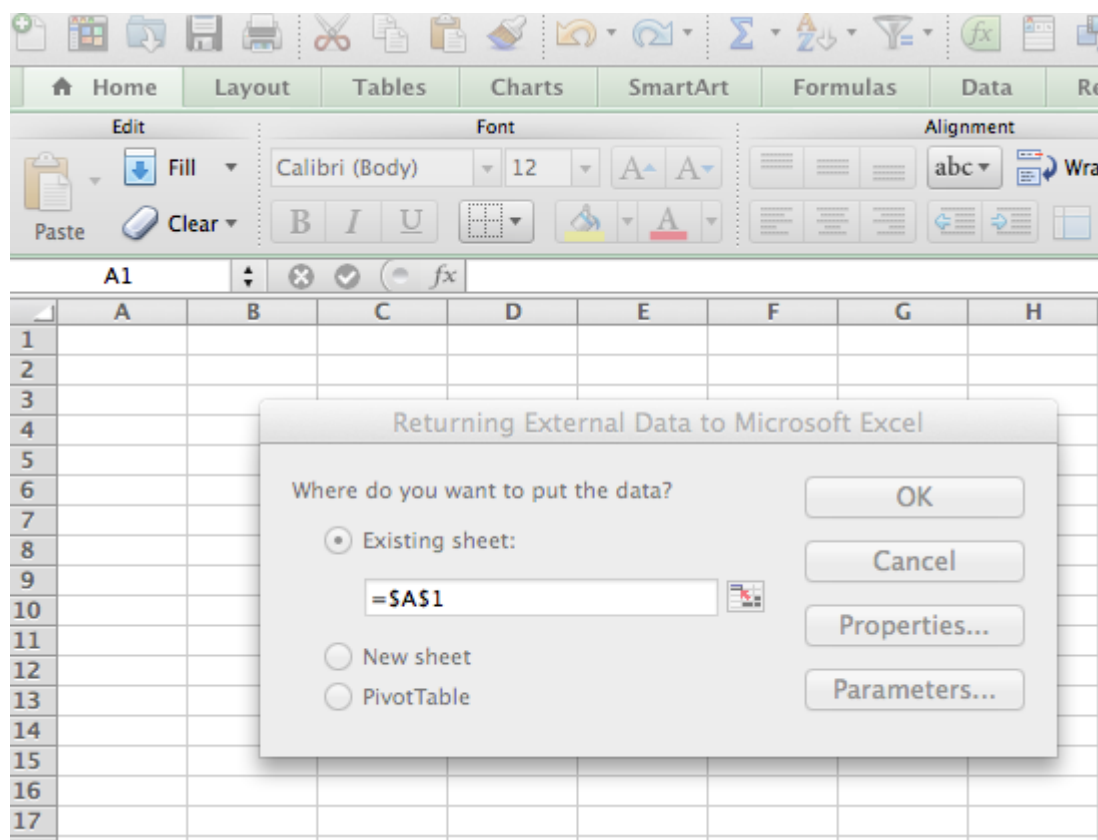 Home Layout Tables Charts SmartArt Formulas Data Re
Edit Font Alignment
Fill Calibri (Body) 12 A A abc Wra
Paste Clear B I U A
A1 fx
A B C D E F G H
1
2
3
Returning External Data to Microsoft Excel
4
5
6
Where do you want to put the data? OK
7
8
Existing sheet:
Cancel
9
=$A$1
10
11
Properties...
New sheet
12
13
PivotTable Parameters...
14
15
16
17